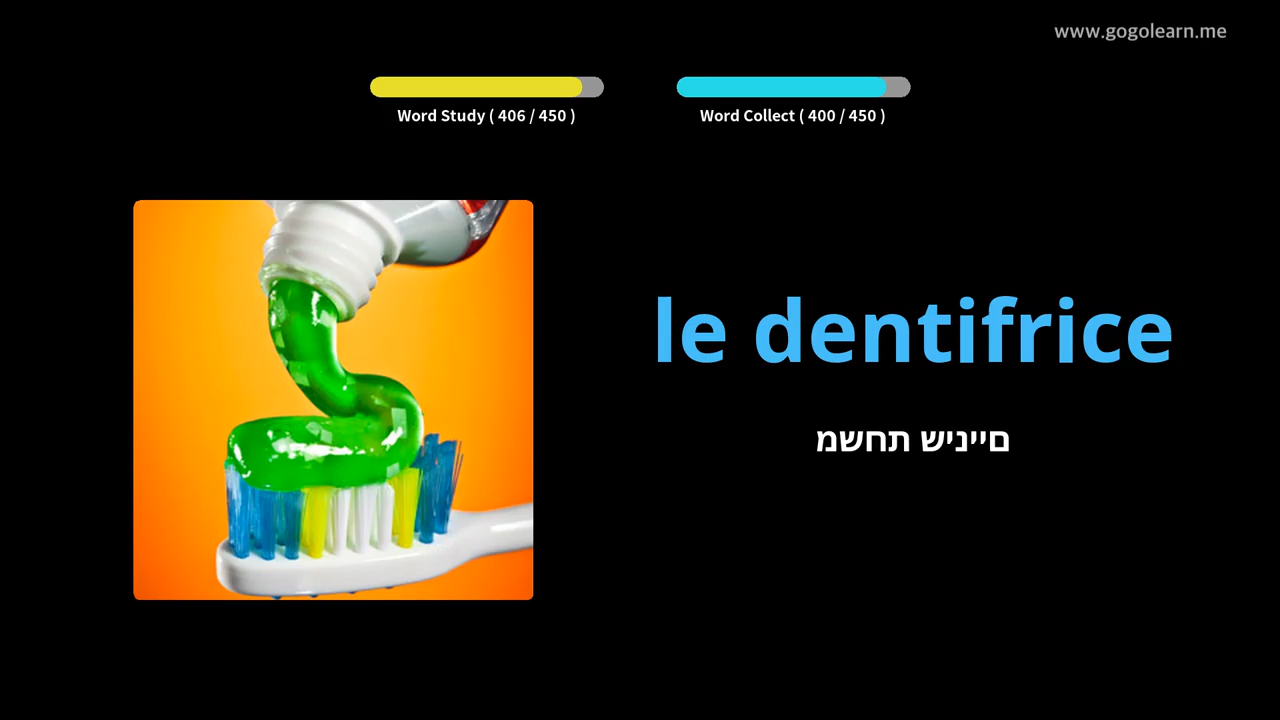 www.gogolearn.me
Word Study ( 406 / 450 )
Word Collect ( 400 / 450 )
le dentifrice
םייניש תחשמ